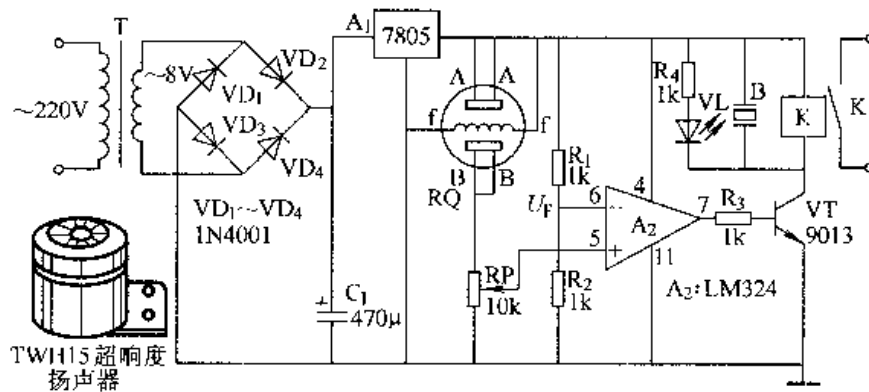 T
~220V
~8V
VD₂
VD₁
VD₃
VD₄
VD₁~VD₄
1N4001
A₁
7805
A A
f f
B B
RQ
R₁
1k
U_F
R₂
1k
RP
10k
C₁
+
470μ
6
5
4
7
11
-
+
A₂
A₂:LM324
R₃
1k
VT
9013
R₄
1k
VL
B
K
K
TWH15超响度
扬声器